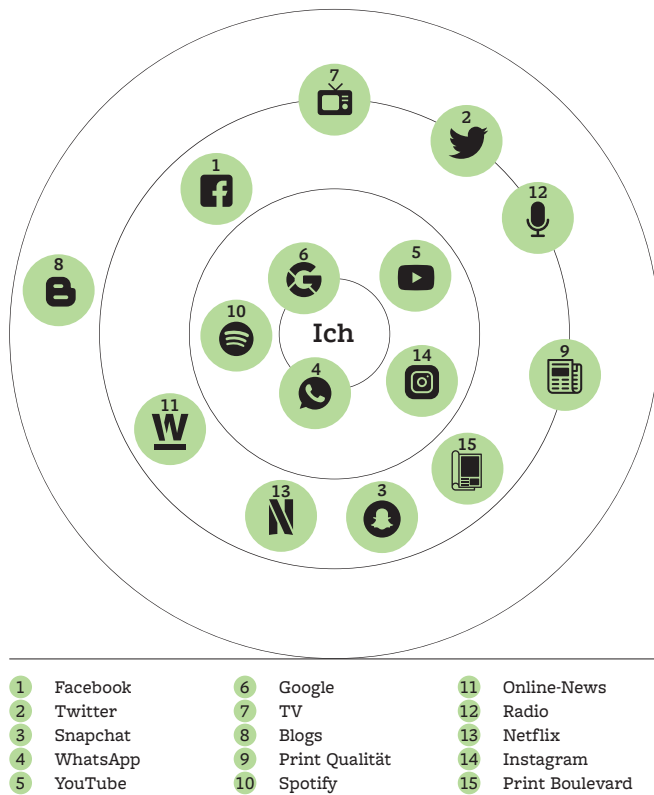 7
2
1
12
6
5
8
10
Ich
14
4
9
11
W
15
13
N
3
1 Facebook
2 Twitter
3 Snapchat
4 WhatsApp
5 YouTube
6 Google
7 TV
8 Blogs
9 Print Qualität
10 Spotify
11 Online-News
12 Radio
13 Netflix
14 Instagram
15 Print Boulevard